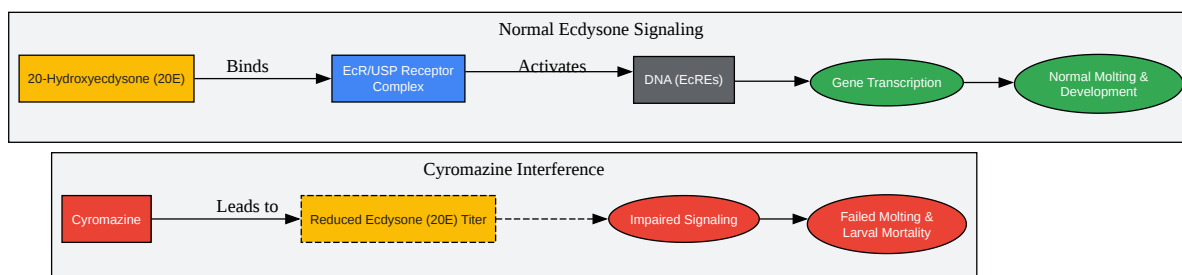 Normal Ecdysone Signaling
20-Hydroxyecdysone (20E)
Binds
EcR/USP Receptor
Complex
Activates
DNA (EcREs)
Gene Transcription
Normal Molting &
Development
Cyromazine Interference
Cyromazine
Leads to
Reduced Ecdysone (20E) Titer
Impaired Signaling
Failed Molting &
Larval Mortality